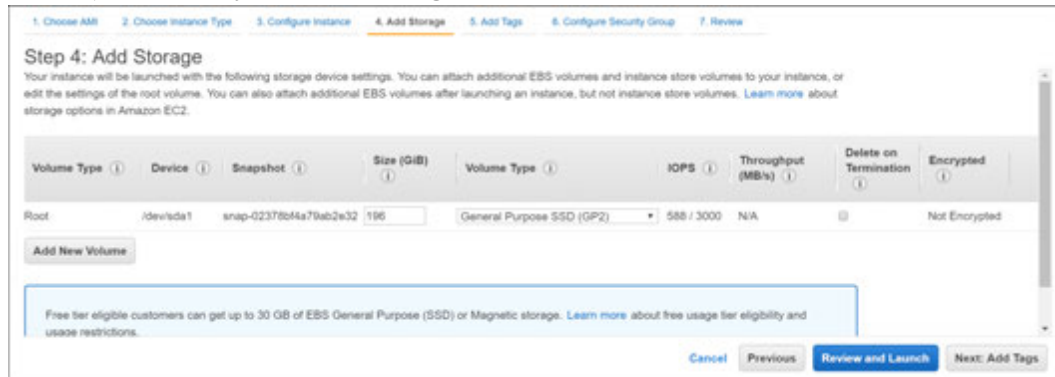 1. Choose AMI 2. Choose Instance Type 3. Configure Instance 4. Add Storage 5. Add Tags 6. Configure Security Group 7. Review
Step 4: Add Storage
Your instance will be launched with the following storage device settings. You can attach additional EBS volumes and instance store volumes to your instance, or
edit the settings of the root volume. You can also attach additional EBS volumes after launching an instance, but not instance store volumes. Learn more about
storage options in Amazon EC2.
Volume Type Device Snapshot Size (GiB) Volume Type IOPS Throughput (MB/s) Delete on Termination Encrypted
Root /dev/sda1 snap-02378bf4a79ab2e32 196 General Purpose SSD (GP2) 588 / 3000 N/A Not Encrypted
Add New Volume
Free tier eligible customers can get up to 30 GB of EBS General Purpose (SSD) or Magnetic storage. Learn more about free usage tier eligibility and
usage restrictions.
Cancel Previous Review and Launch Next: Add Tags